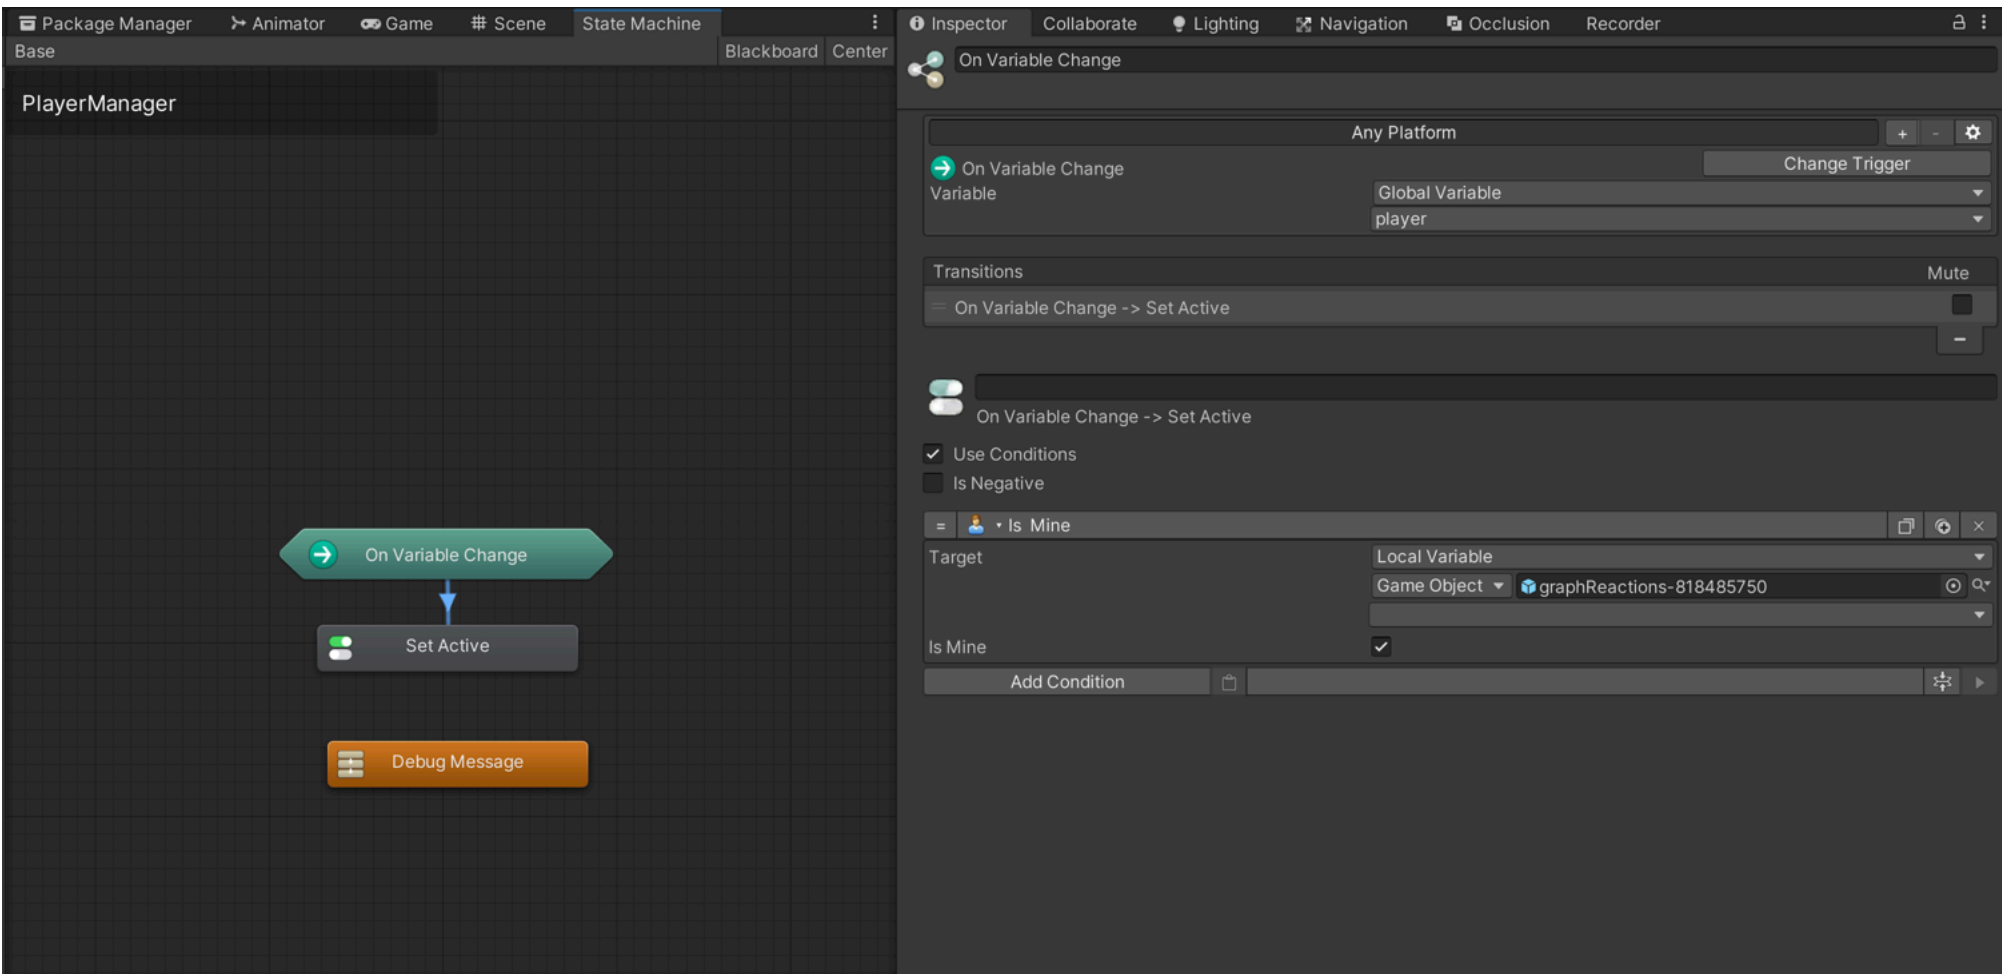 Package Manager
Animator
Game
Scene
State Machine
Base
Blackboard
Center
PlayerManager
On Variable Change
Set Active
Debug Message
Inspector
Collaborate
Lighting
Navigation
Occlusion
Recorder
On Variable Change
Any Platform
+
-
On Variable Change
Change Trigger
Variable
Global Variable
player
Transitions
Mute
= On Variable Change -> Set Active
−
On Variable Change -> Set Active
Use Conditions
Is Negative
= Is Mine
Target
Local Variable
Game Object
graphReactions-818485750
Is Mine
Add Condition